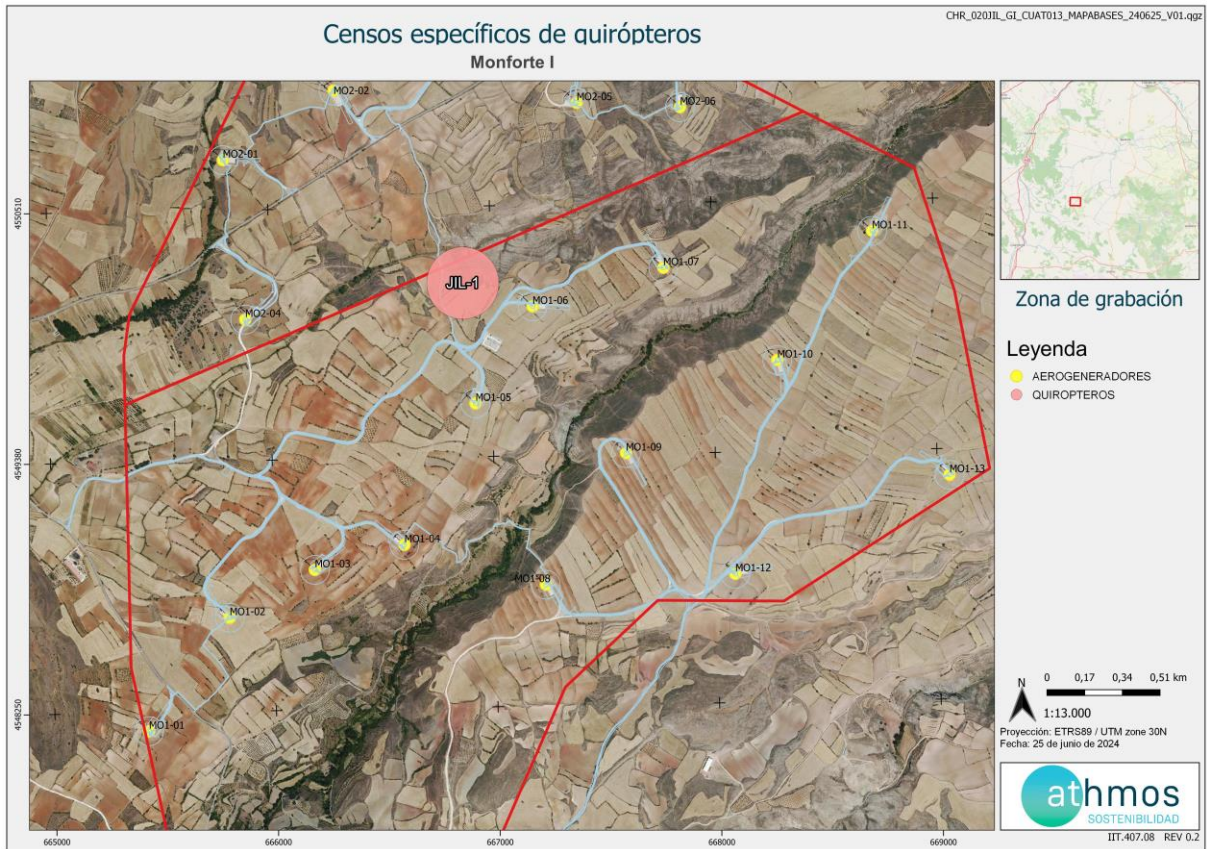 CHR_020JIL_GI_CUAT013_MAPABASES_240625_V01.qgz
Censos específicos de quirópteros
Monforte I
MO2-02
MO2-05
MO2-06
MO2-01
4550510
MO1-11
MO1-07
JIL-1
MO1-06
MO2-04
MO1-10
MO1-05
MO1-09
4549380
MO1-13
MO1-04
MO1-03
MO1-12
MO1-08
MO1-02
4548250
MO1-01
665000
666000
667000
668000
669000
Zona de grabación
Leyenda
AEROGENERADORES
QUIROPTEROS
N
0 0,17 0,34 0,51 km
1:13.000
Proyección: ETRS89 / UTM zone 30N
Fecha: 25 de junio de 2024
athmos
SOSTENIBILIDAD
IIT.407.08 REV 0.2